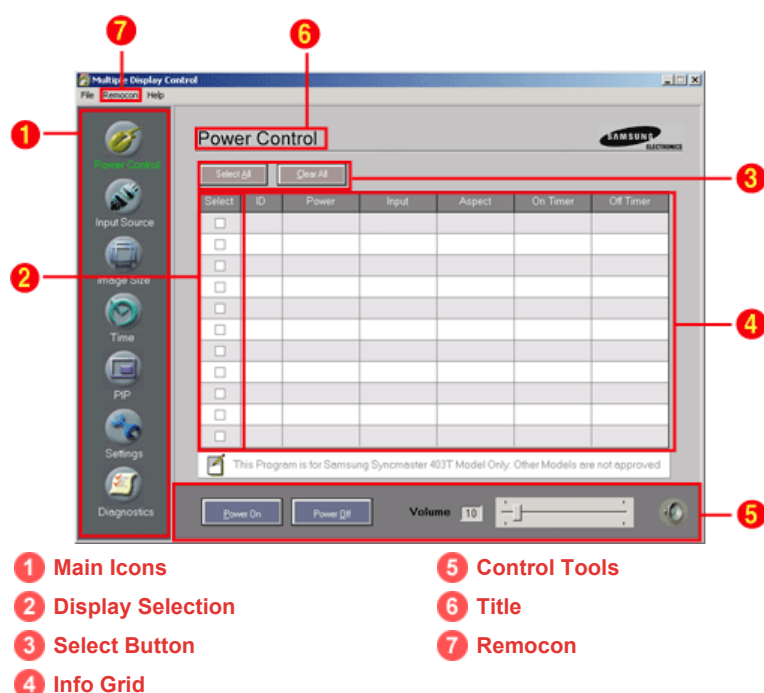 7
6
Multiple Display Control
File Remocon Help
1
Power Control
SAMSUNG
ELECTRONICS
Power Control
Select All Clear All
3
Input Source
Select ID Power Input Aspect On Timer Off Timer
2
Image Size
4
Time
PIP
Settings
This Program is for Samsung Syncmaster 403T Model Only. Other Models are not approved
Diagnostics
Power On Power Off Volume 10
5
1 Main Icons
2 Display Selection
3 Select Button
4 Info Grid
5 Control Tools
6 Title
7 Remocon